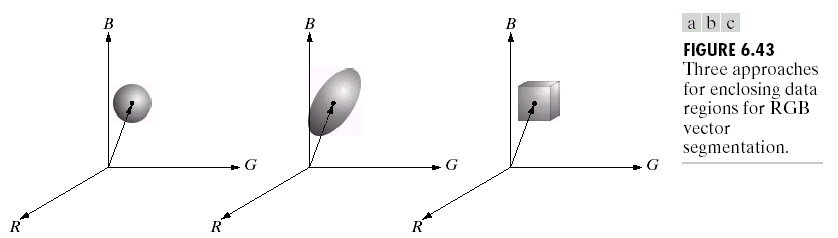 B
G
R
B
G
R
B
G
R
a b c
FIGURE 6.43
Three approaches
for enclosing data
regions for RGB
vector
segmentation.